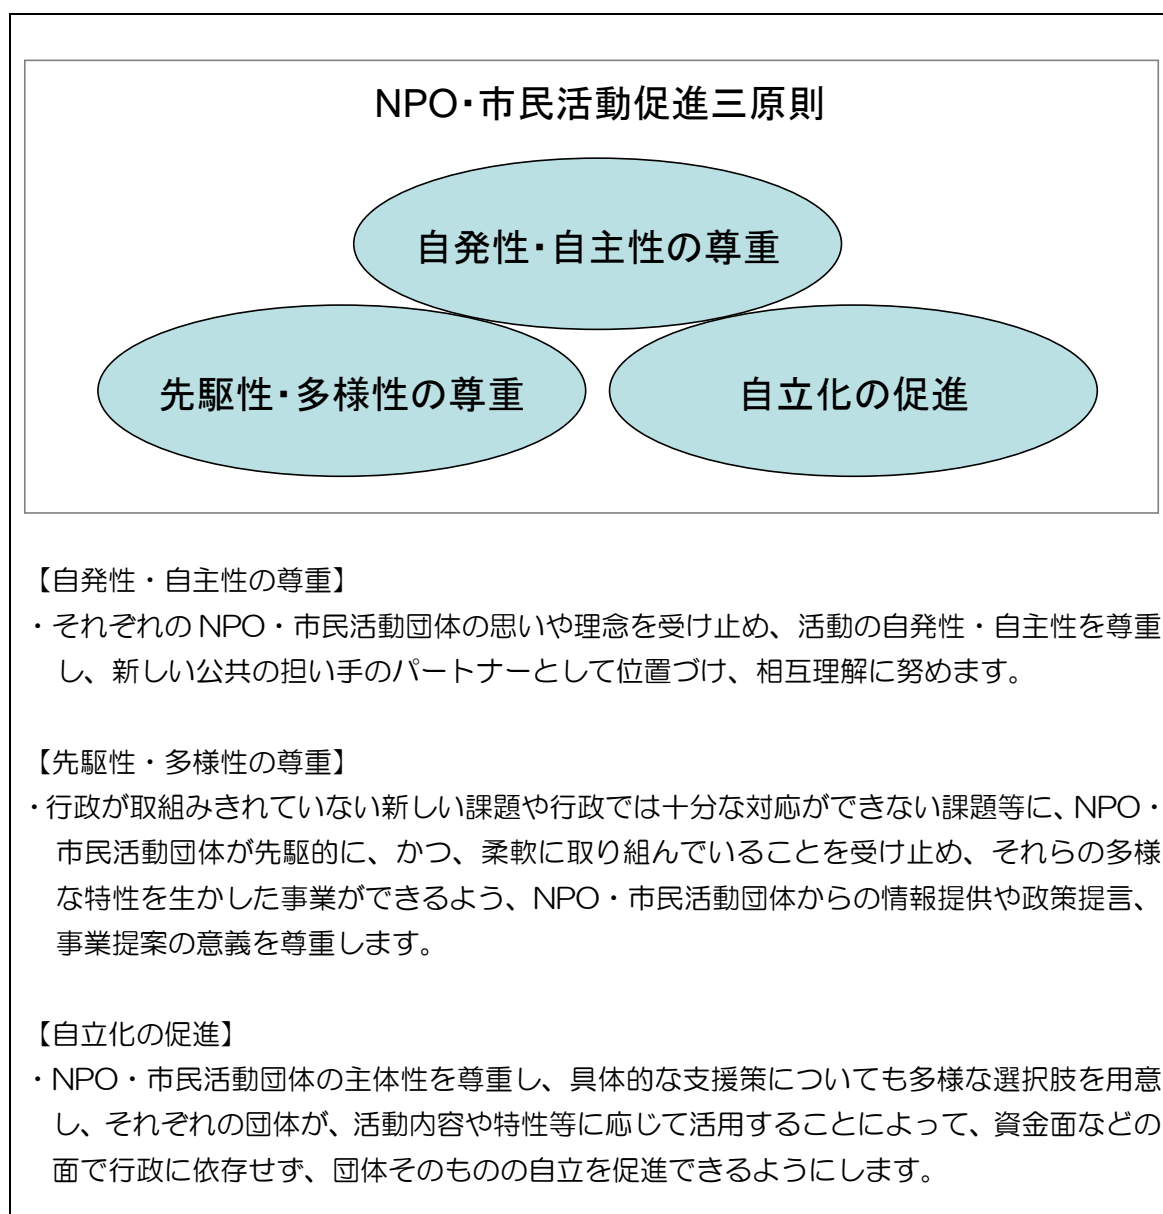 NPO・市民活動促進三原則
自発性・自主性の尊重
先駆性・多様性の尊重
自立化の促進
【自発性・自主性の尊重】
・それぞれの NPO・市民活動団体の思いや理念を受け止め、活動の自発性・自主性を尊重
し、新しい公共の担い手のパートナーとして位置づけ、相互理解に努めます。
【先駆性・多様性の尊重】
・行政が取組みきれていない新しい課題や行政では十分な対応ができない課題等に、NPO・
市民活動団体が先駆的に、かつ、柔軟に取り組んでいることを受け止め、それらの多様
な特性を生かした事業ができるよう、NPO・市民活動団体からの情報提供や政策提言、
事業提案の意義を尊重します。
【自立化の促進】
・NPO・市民活動団体の主体性を尊重し、具体的な支援策についても多様な選択肢を用意
し、それぞれの団体が、活動内容や特性等に応じて活用することによって、資金面などの
面で行政に依存せず、団体そのものの自立を促進できるようにします。